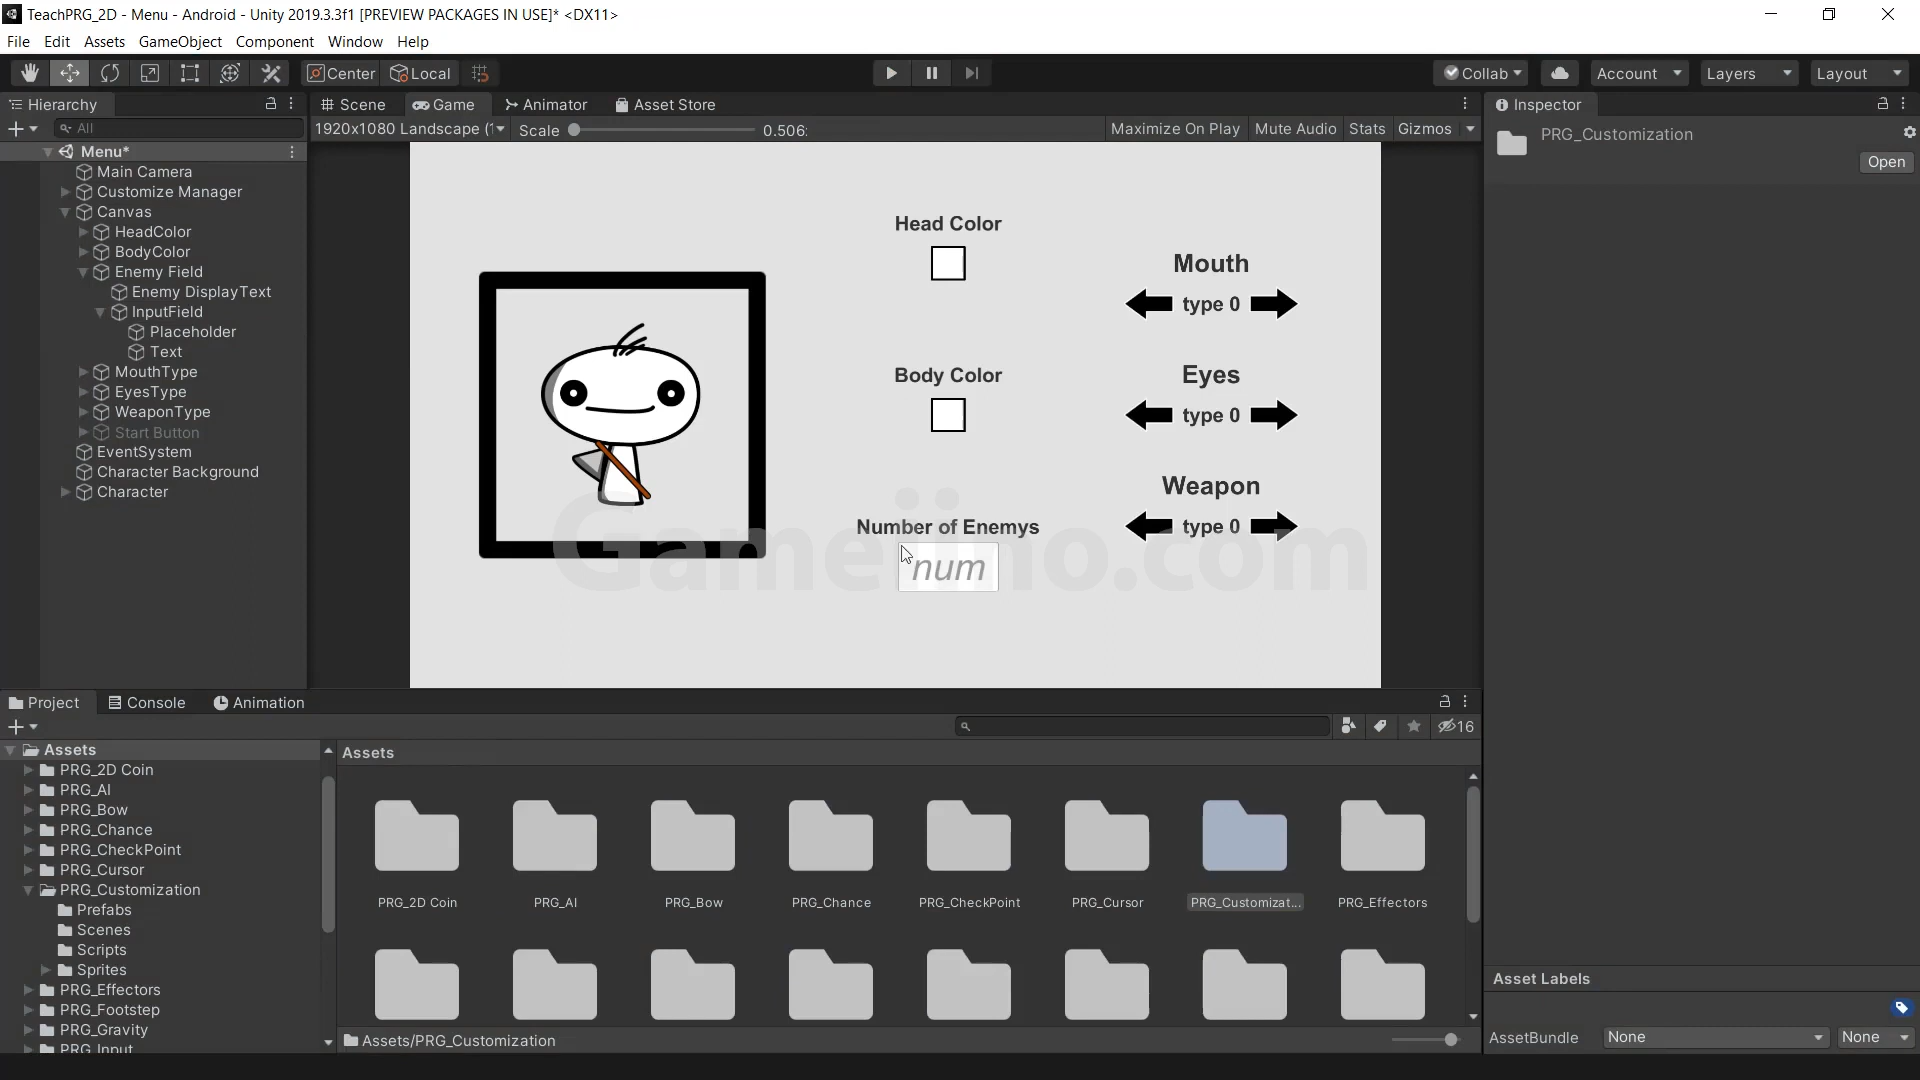 TeachPRG_2D - Menu - Android - Unity 2019.3.3f1 [PREVIEW PACKAGES IN USE]* <DX11>
File Edit Assets GameObject Component Window Help
Center Local Collab Account Layers Layout
Hierarchy
All
Menu*
Main Camera
Customize Manager
Canvas
HeadColor
BodyColor
Enemy Field
Enemy DisplayText
InputField
Placeholder
Text
MouthType
EyesType
WeaponType
Start Button
EventSystem
Character Background
Character
Scene Game Animator Asset Store
1920x1080 Landscape (1 Scale 0.506: Maximize On Play Mute Audio Stats Gizmos
Head Color
Body Color
Number of Enemys
num
Mouth
type 0
Eyes
type 0
Weapon
type 0
Gameiino.com
Inspector
PRG_Customization
Open
Asset Labels
AssetBundle None None
Project Console Animation
16
Assets
PRG_2D Coin
PRG_AI
PRG_Bow
PRG_Chance
PRG_CheckPoint
PRG_Cursor
PRG_Customization
Prefabs
Scenes
Scripts
Sprites
PRG_Effectors
PRG_Footstep
PRG_Gravity
PRG_Input
Assets
PRG_2D Coin PRG_AI PRG_Bow PRG_Chance PRG_CheckPoint PRG_Cursor PRG_Customizat... PRG_Effectors
Assets/PRG_Customization